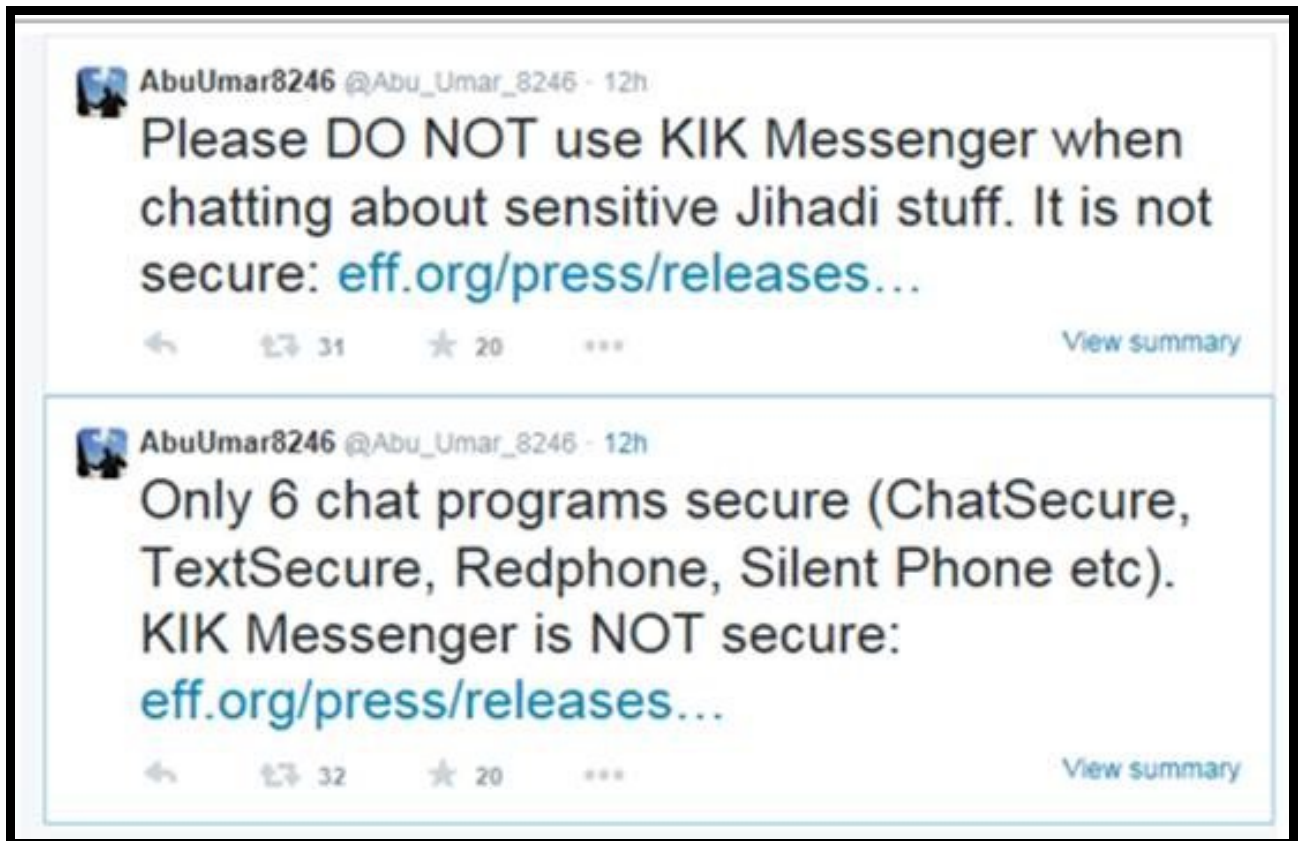 AbuUmar8246 @Abu_Umar_8246 · 12h
Please DO NOT use KIK Messenger when
chatting about sensitive Jihadi stuff. It is not
secure: eff.org/press/releases...
31 20 View summary
AbuUmar8246 @Abu_Umar_8246 · 12h
Only 6 chat programs secure (ChatSecure,
TextSecure, Redphone, Silent Phone etc).
KIK Messenger is NOT secure:
eff.org/press/releases...
32 20 View summary